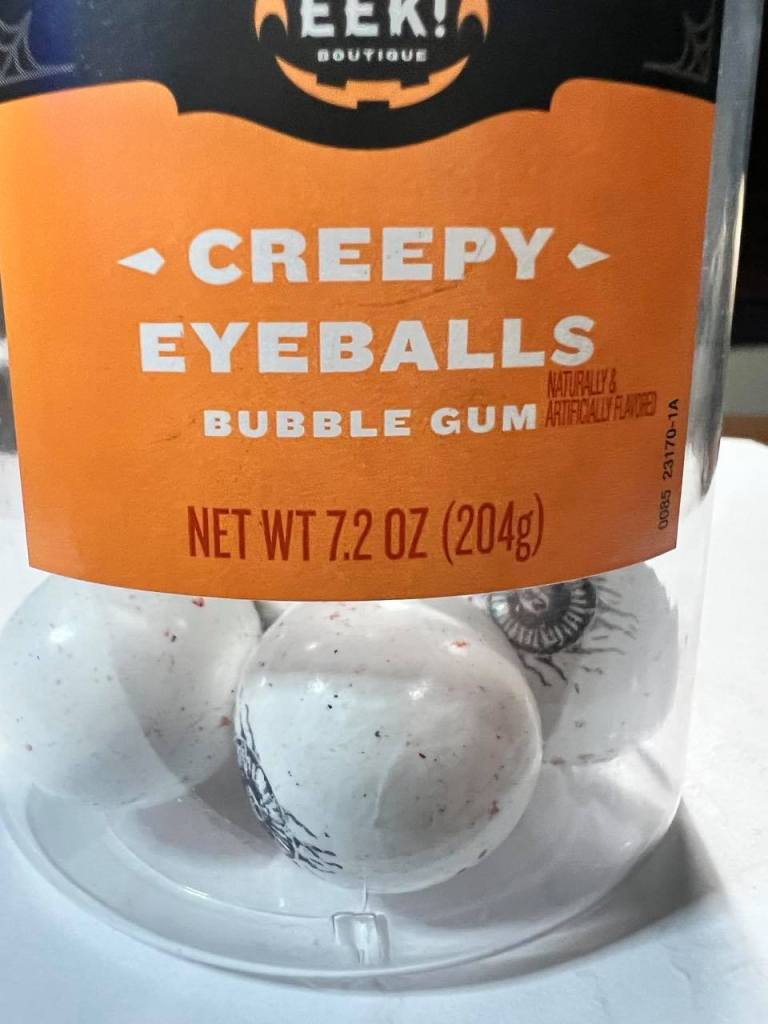 EEK!
BOUTIQUE
CREEPY
EYEBALLS
BUBBLE GUM
NATURALLY &
ARTIFICIALLY FLAVORED
NET WT 7.2 OZ (204g)
0085 23170-1A